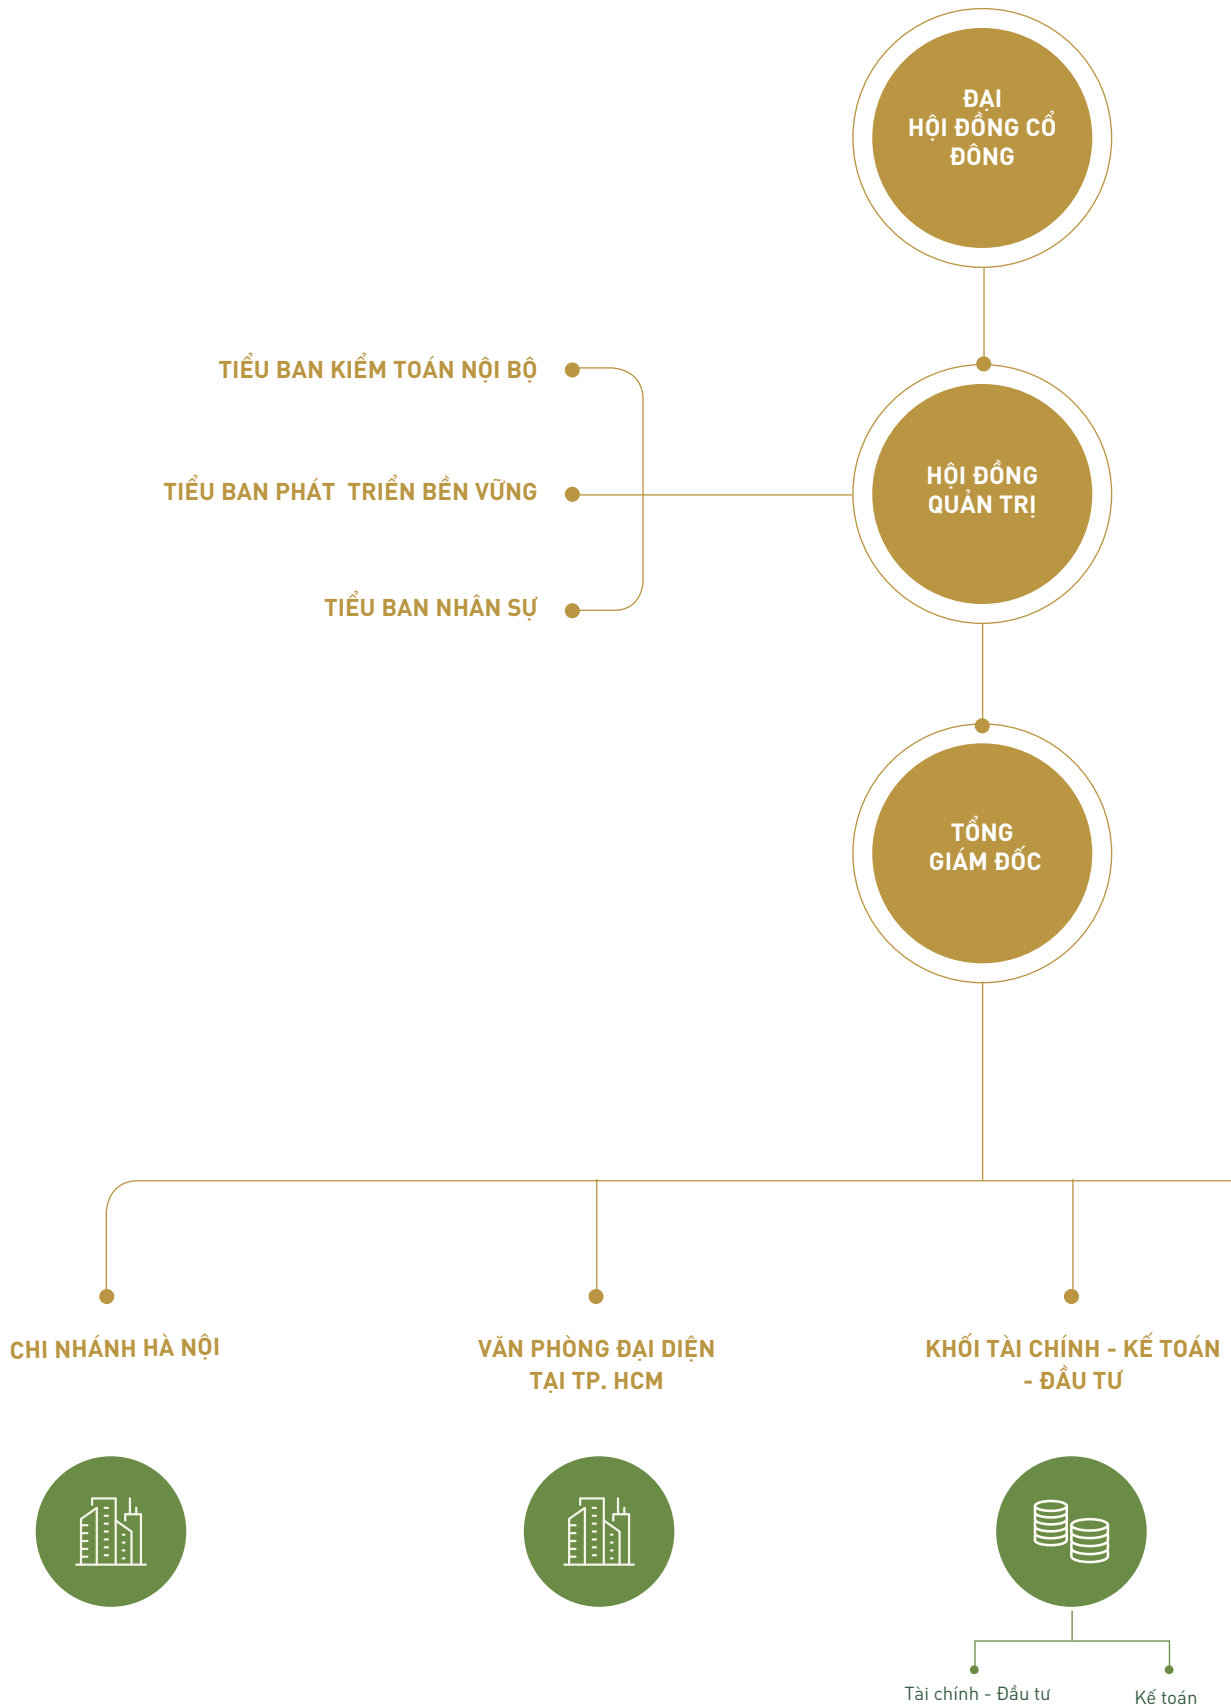 ĐẠI
HỘI ĐỒNG CỔ
ĐÔNG
TIỂU BAN KIỂM TOÁN NỘI BỘ
TIỂU BAN PHÁT TRIỂN BỀN VỮNG
TIỂU BAN NHÂN SỰ
HỘI ĐỒNG
QUẢN TRỊ
TỔNG
GIÁM ĐỐC
CHI NHÁNH HÀ NỘI
VĂN PHÒNG ĐẠI DIỆN
TẠI TP. HCM
KHỐI TÀI CHÍNH - KẾ TOÁN
- ĐẦU TƯ
Tài chính - Đầu tư
Kế toán